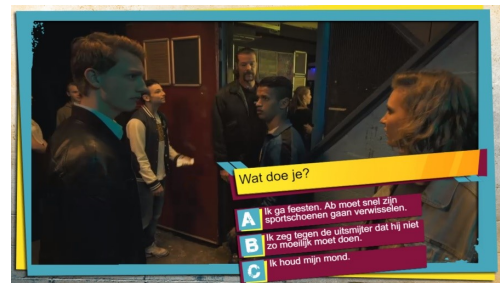 Wat doe je?
A
Ik ga feesten. Ab moet snel zijn
sportschoenen gaan verwisselen.
B
Ik zeg tegen de uitsmijter dat hij niet
zo moeilijk moet doen.
C
Ik houd mijn mond.